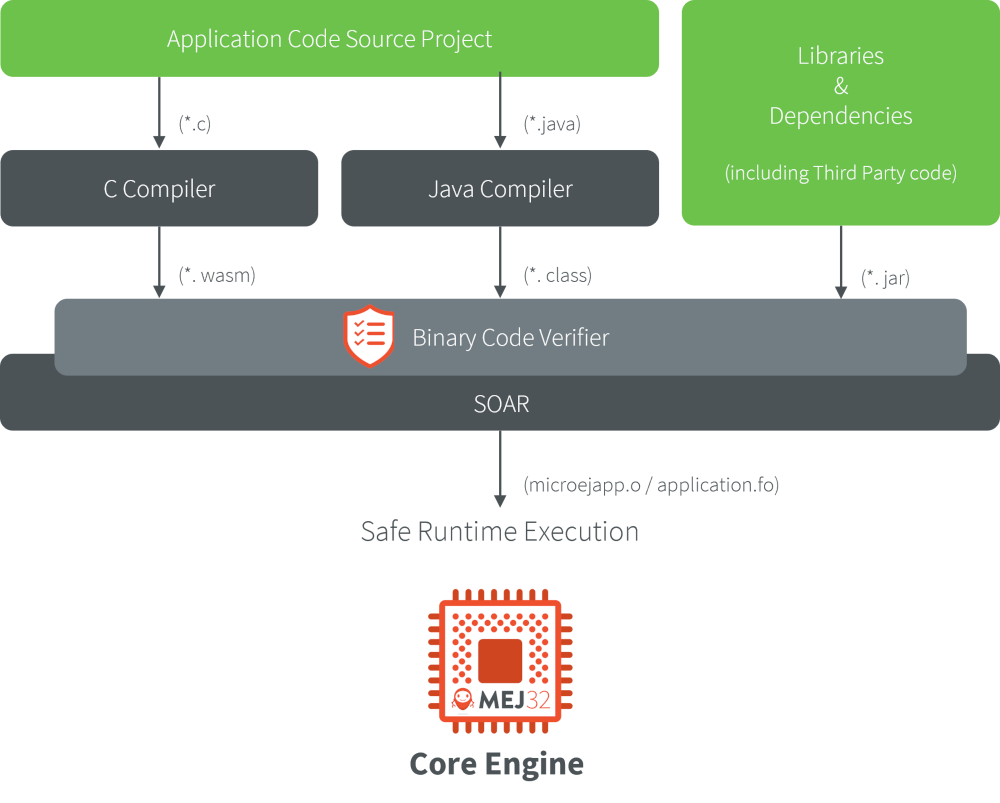 Application Code Source Project
Libraries
&
Dependencies
(including Third Party code)
(*.c)
(*.java)
C Compiler
Java Compiler
(*. wasm)
(*. class)
(*. jar)
Binary Code Verifier
SOAR
(microejapp.o / application.fo)
Safe Runtime Execution
MEJ32
Core Engine